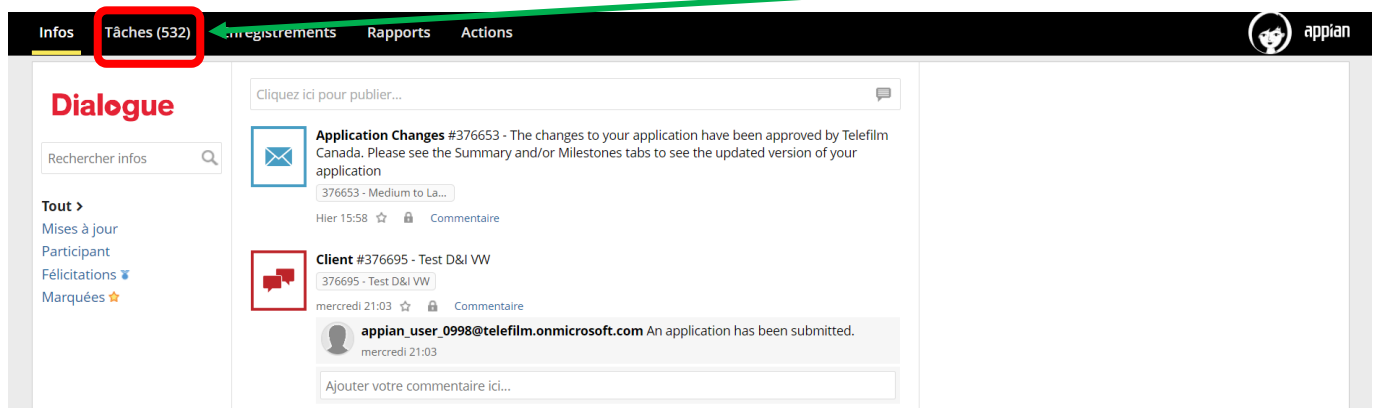 Infos Tâches (532) Enregistrements Rapports Actions appian
Dialogue
Cliquez ici pour publier...
Rechercher infos
Tout >
Mises à jour
Participant
Félicitations
Marquées
Application Changes #376653 - The changes to your application have been approved by Telefilm
Canada. Please see the Summary and/or Milestones tabs to see the updated version of your
application
376653 - Medium to La...
Hier 15:58 Commentaire
Client #376695 - Test D&I VW
376695 - Test D&I VW
mercredi 21:03 Commentaire
appian_user_0998@telefilm.onmicrosoft.com An application has been submitted.
mercredi 21:03
Ajouter votre commentaire ici...